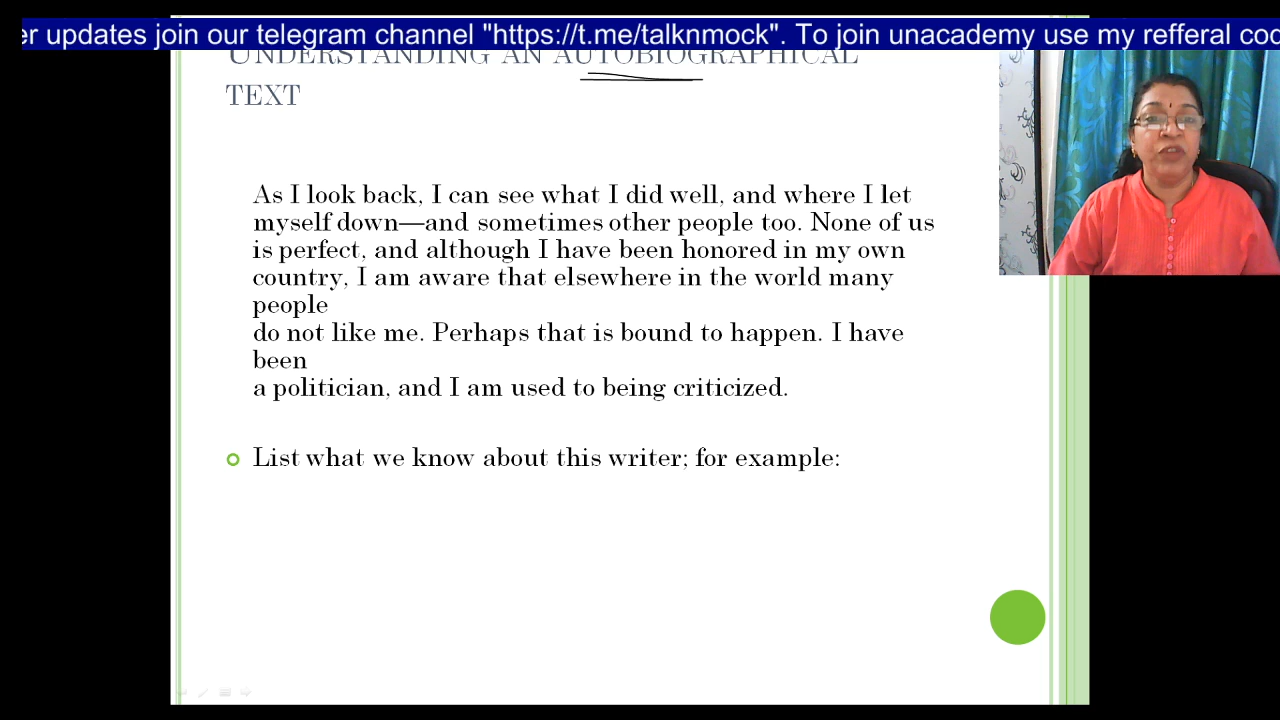 er updates join our telegram channel "https://t.me/talknmock". To join unacademy use my refferal cod
UNDERSTANDING AN AUTOBIOGRAPHICAL
TEXT
As I look back, I can see what I did well, and where I let
myself down—and sometimes other people too. None of us
is perfect, and although I have been honored in my own
country, I am aware that elsewhere in the world many
people
do not like me. Perhaps that is bound to happen. I have
been
a politician, and I am used to being criticized.
List what we know about this writer; for example: